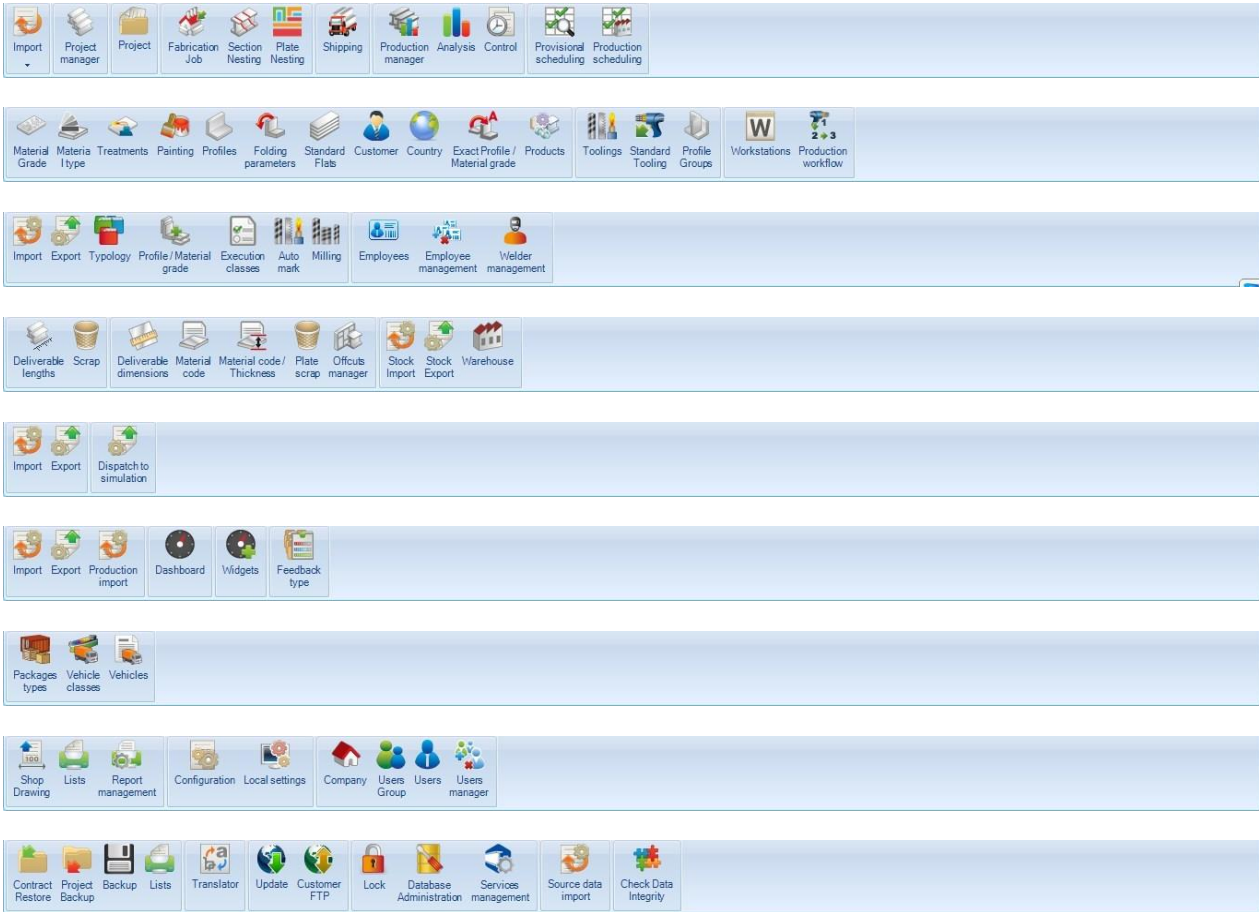 Import Project Project Fabrication Section Plate Shipping Production Analysis Control Provisional Production
manager Job Nesting Nesting manager scheduling scheduling
Material Materia Treatments Painting Profiles Folding Standard Customer Country Exact Profile / Products Toolings Standard Profile W Workstations Production
Grade l type parameters Flats Material grade Tooling Groups workflow
Import Export Typology Profile / Material Execution Auto Milling Employees Employee Welder
grade classes mark management management
Deliverable Scrap Deliverable Material Material code / Plate Offcuts Stock Stock Warehouse
lengths dimensions code Thickness scrap manager Import Export
Import Export Dispatch to
simulation
Import Export Production Dashboard Widgets Feedback
import type
Packages Vehicle Vehicles
types classes
Shop Lists Report Configuration Local settings Company Users Users Users
Drawing management Group manager
Contract Project Backup Lists Translator Update Customer Lock Database Services Source data Check Data
Restore Backup FTP Administration management import Integrity